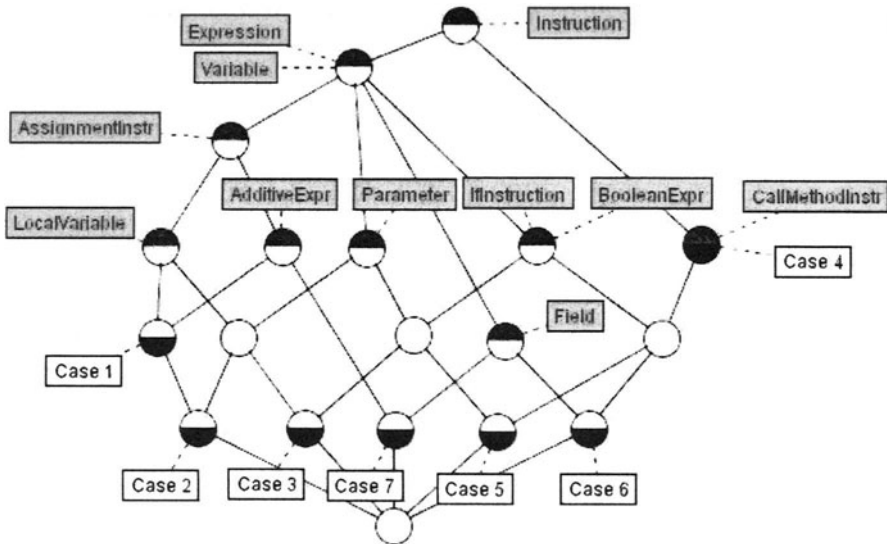 Expression
Instruction
Variable
AssignmentInstr
AdditiveExpr
Parameter
IfInstruction
BooleanExpr
CallMethodInstr
LocalVariable
Case 4
Field
Case 1
Case 2
Case 3
Case 7
Case 5
Case 6